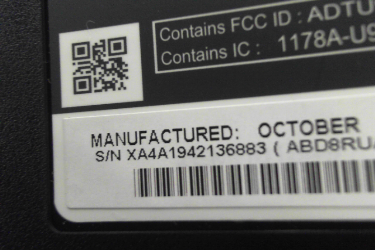 Contains FCC ID : ADTU
Contains IC : 1178A-U9
MANUFACTURED: OCTOBER
S/N XA4A1942136883 ( ABD8RU